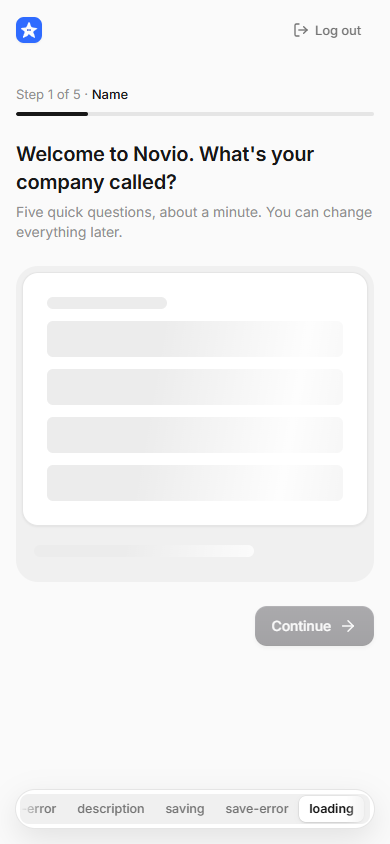 Log out
Step 1 of 5 · Name
Welcome to Novio. What's your
company called?
Five quick questions, about a minute. You can change
everything later.
Continue
-error description saving save-error loading